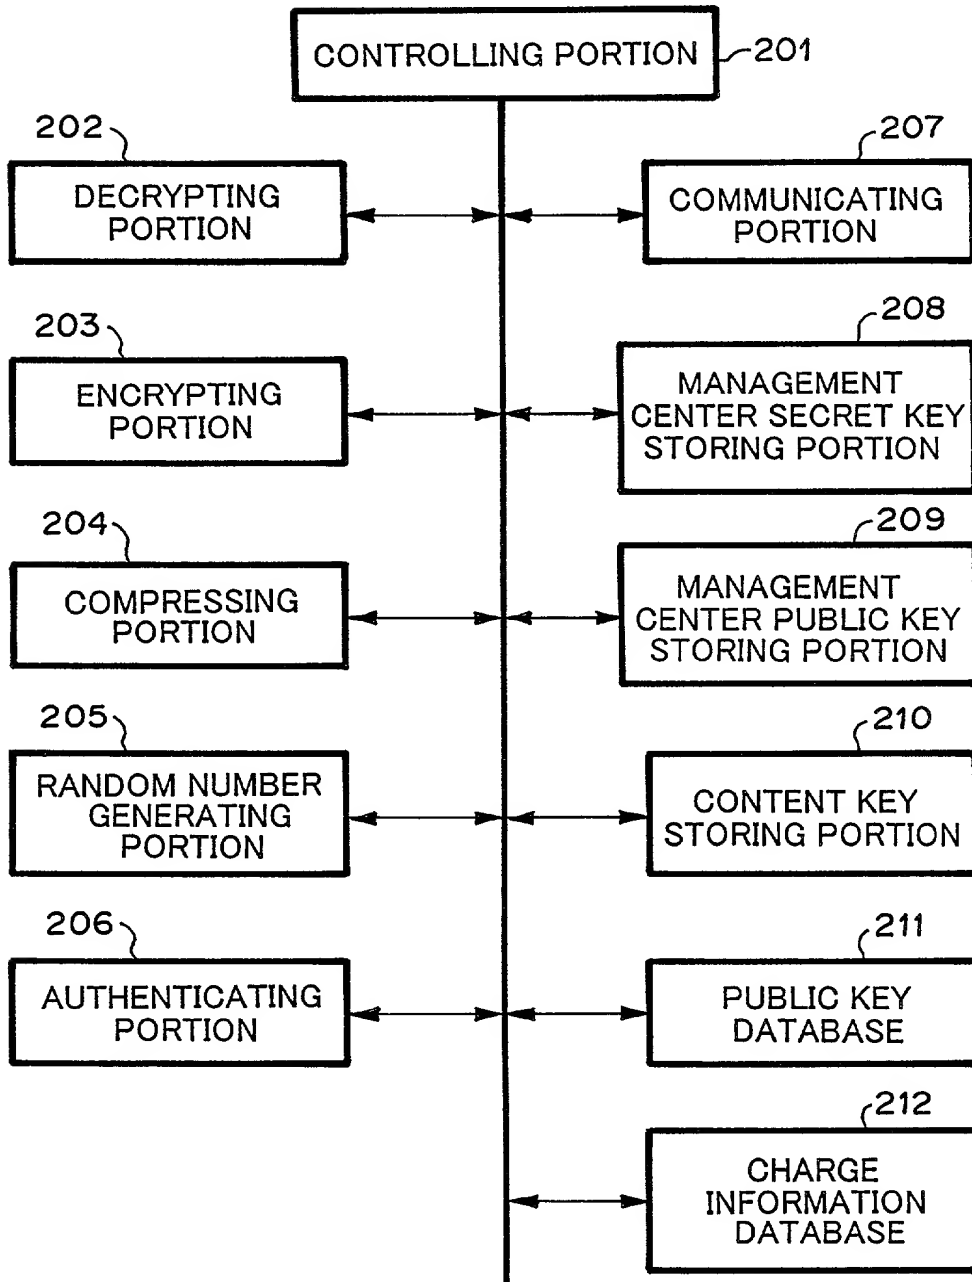 CONTROLLING PORTION
201
202
DECRYPTING
PORTION
207
COMMUNICATING
PORTION
203
ENCRYPTING
PORTION
208
MANAGEMENT
CENTER SECRET KEY
STORING PORTION
204
COMPRESSING
PORTION
209
MANAGEMENT
CENTER PUBLIC KEY
STORING PORTION
205
RANDOM NUMBER
GENERATING
PORTION
210
CONTENT KEY
STORING PORTION
206
AUTHENTICATING
PORTION
211
PUBLIC KEY
DATABASE
212
CHARGE
INFORMATION
DATABASE